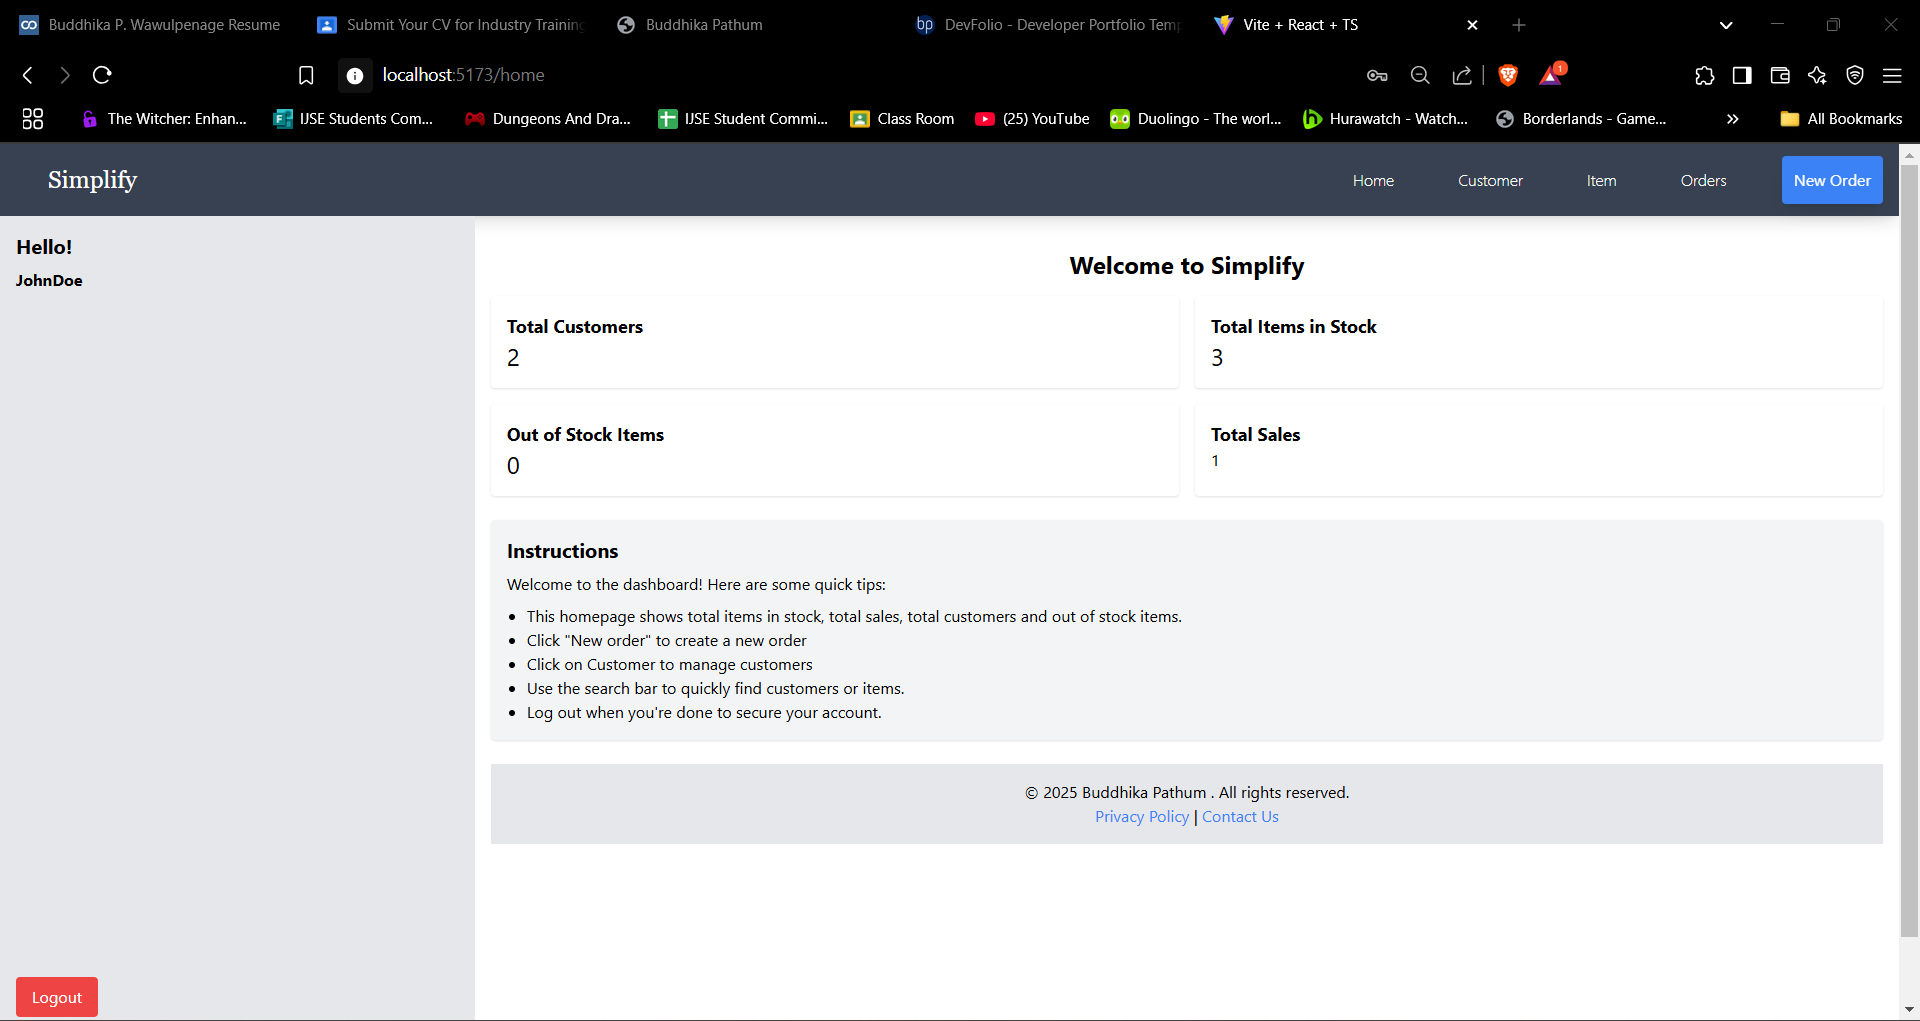 Buddhika P. Wawulpenage Resume
Submit Your CV for Industry Training
Buddhika Pathum
bp
DevFolio - Developer Portfolio Temp
Vite + React + TS
localhost:5173/home
1
The Witcher: Enhan...
IJSE Students Com...
Dungeons And Dra...
IJSE Student Commi...
Class Room
(25) YouTube
Duolingo - The worl...
Hurawatch - Watch...
Borderlands - Game...
All Bookmarks
Simplify
Home
Customer
Item
Orders
New Order
Hello!
JohnDoe
Welcome to Simplify
Total Customers
2
Total Items in Stock
3
Out of Stock Items
0
Total Sales
1
Instructions
Welcome to the dashboard! Here are some quick tips:
• This homepage shows total items in stock, total sales, total customers and out of stock items.
• Click "New order" to create a new order
• Click on Customer to manage customers
• Use the search bar to quickly find customers or items.
• Log out when you're done to secure your account.
© 2025 Buddhika Pathum . All rights reserved.
Privacy Policy | Contact Us
Logout